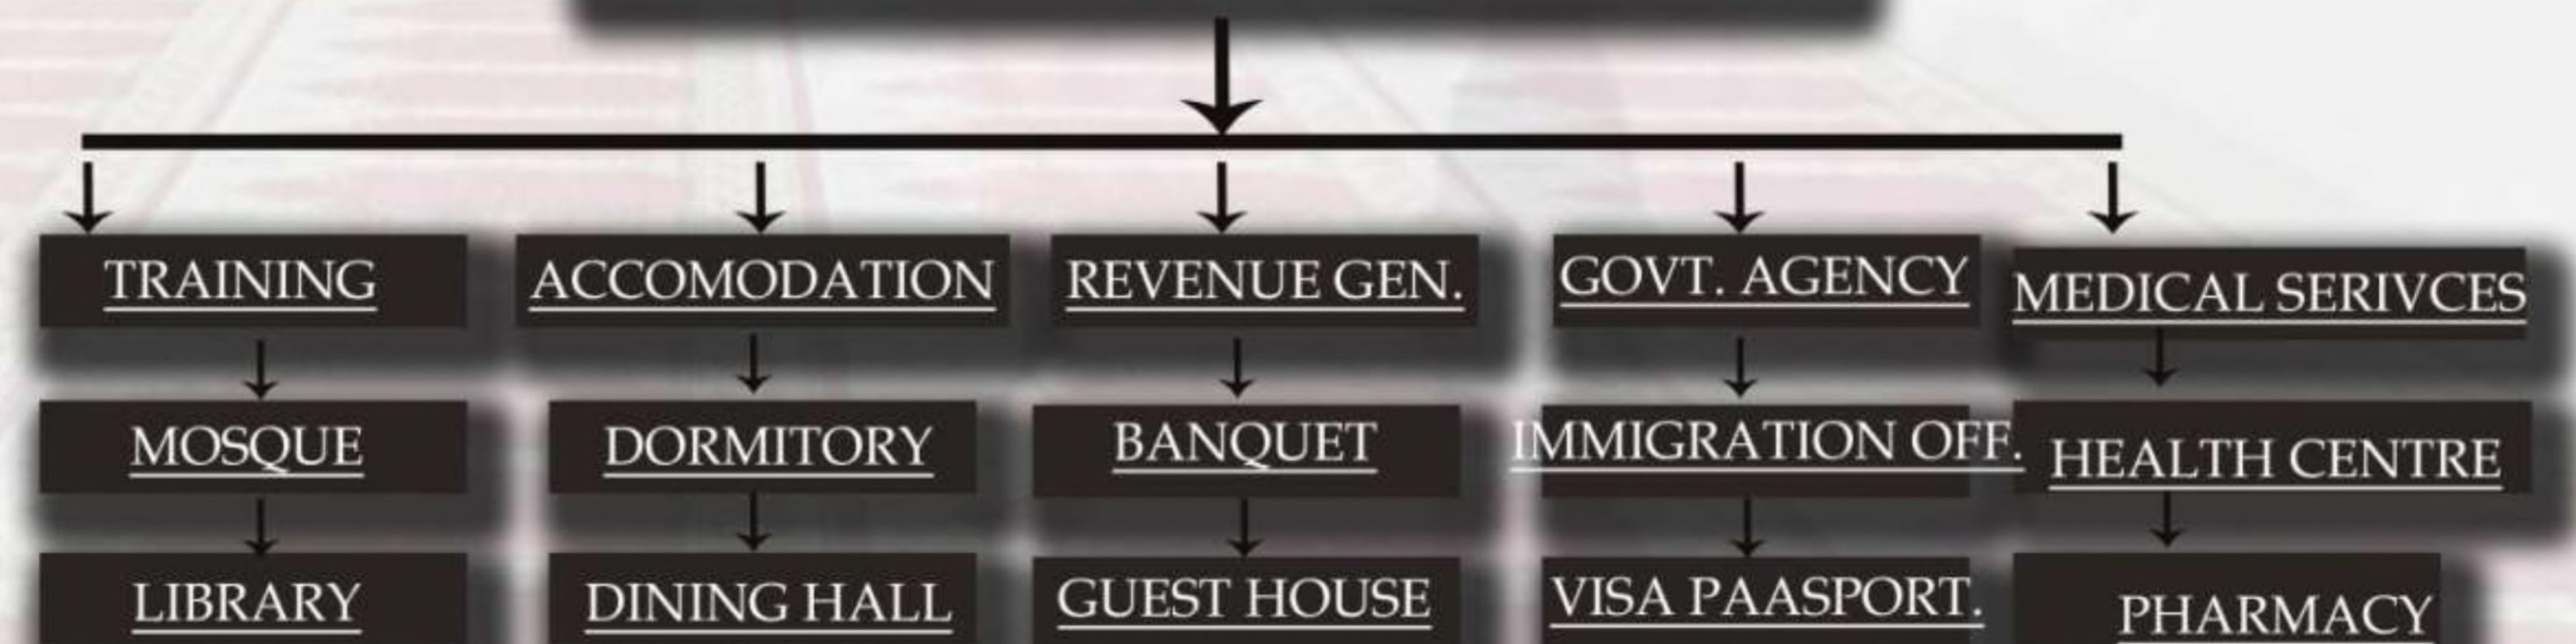 TRAINING
ACCOMODATION
REVENUE GEN.
GOVT. AGENCY
MEDICAL SERIVCES
MOSQUE
DORMITORY
BANQUET
IMMIGRATION OFF.
HEALTH CENTRE
LIBRARY
DINING HALL
GUEST HOUSE
VISA PAASPORT.
PHARMACY